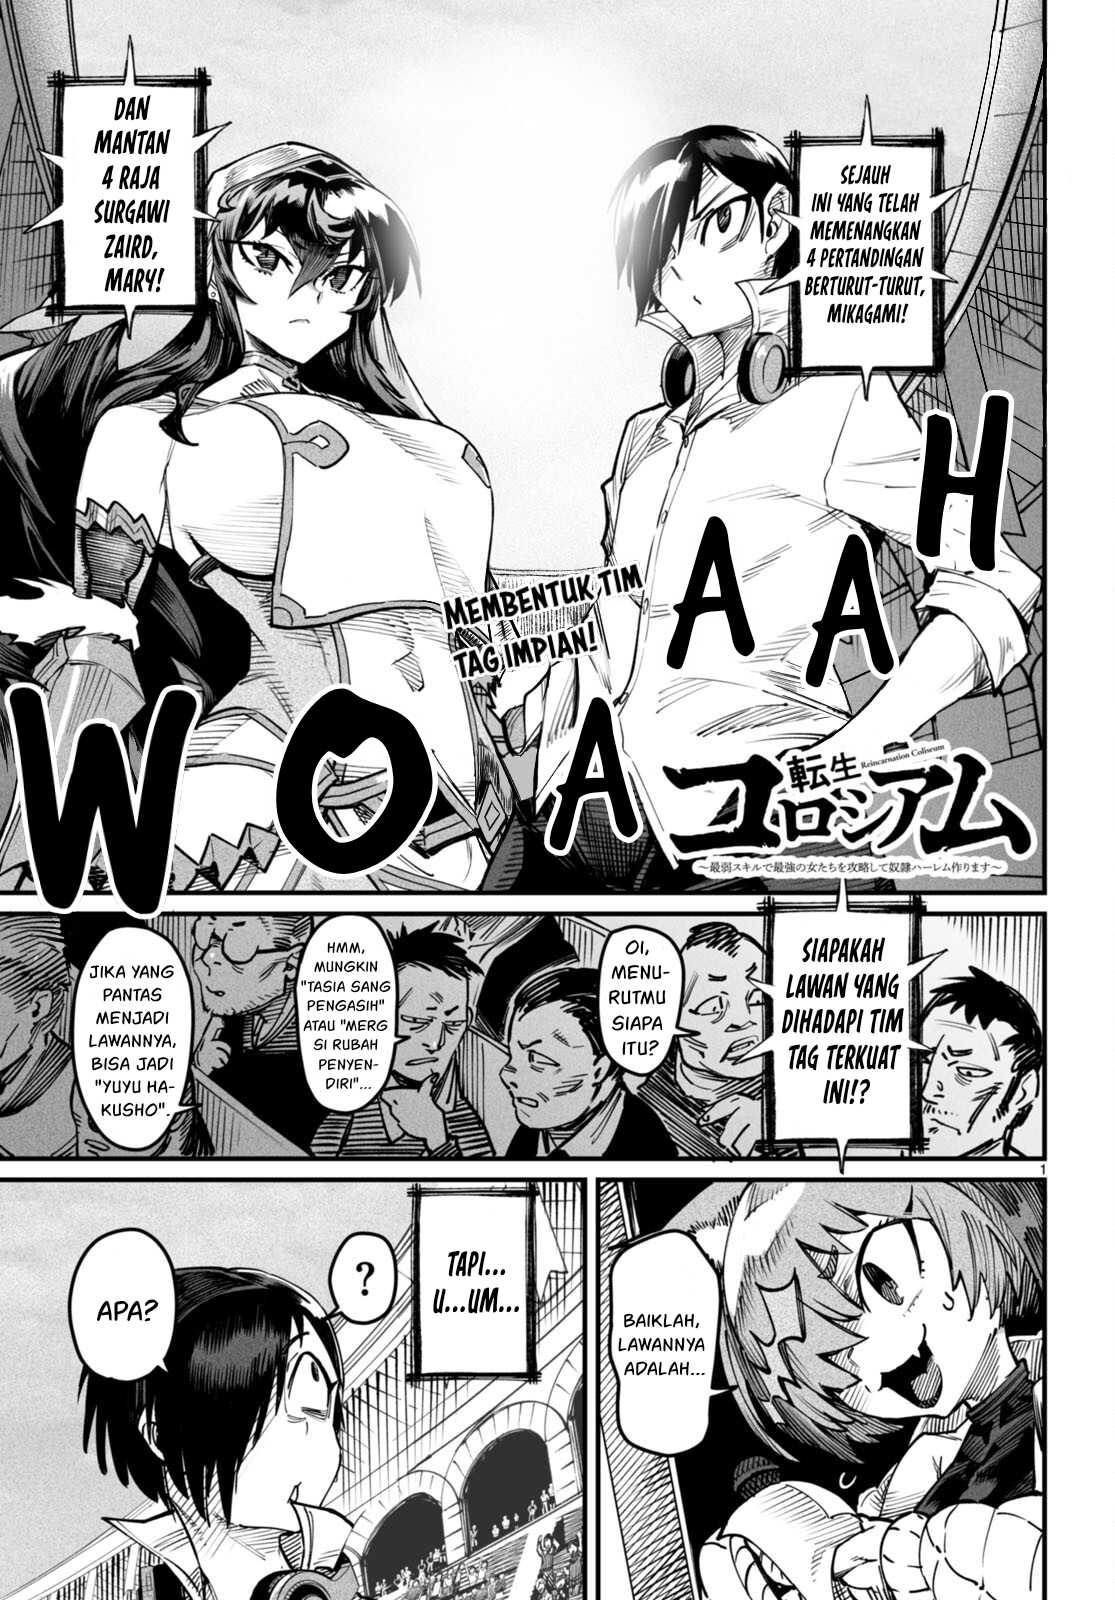 SEJAUH
INI YANG TELAH
MEMENANGKAN
4 PERTANDINGAN
BERTURUT-TURUT,
MIKAGAMI!
DAN
MANTAN
4 RAJA
SURGAWI
ZAIRD,
MARY!
MEMBENTUK TIM
TAG IMPIAN!
WOAAAAH
転生
Reincarnation Coliseum
コロシアム
~最弱スキルで最強の女たちを攻略して奴隷ハーレム作ります~
SIAPAKAH
LAWAN YANG
DIHADAPI TIM
TAG TERKUAT
INI!?
OI,
MENU-
RUTMU
SIAPA
ITU?
HMM,
MUNGKIN
"TASIA SANG
PENGASIH"
ATAU "MERG
SI RUBAH
PENYEN-
DIRI"...
JIKA YANG
PANTAS
MENJADI
LAWANNYA,
BISA JADI
"YUYU HA-
KUSHO".
1
BAIKLAH,
LAWANNYA
ADALAH...
TAPI...
U...UM...
?
APA?